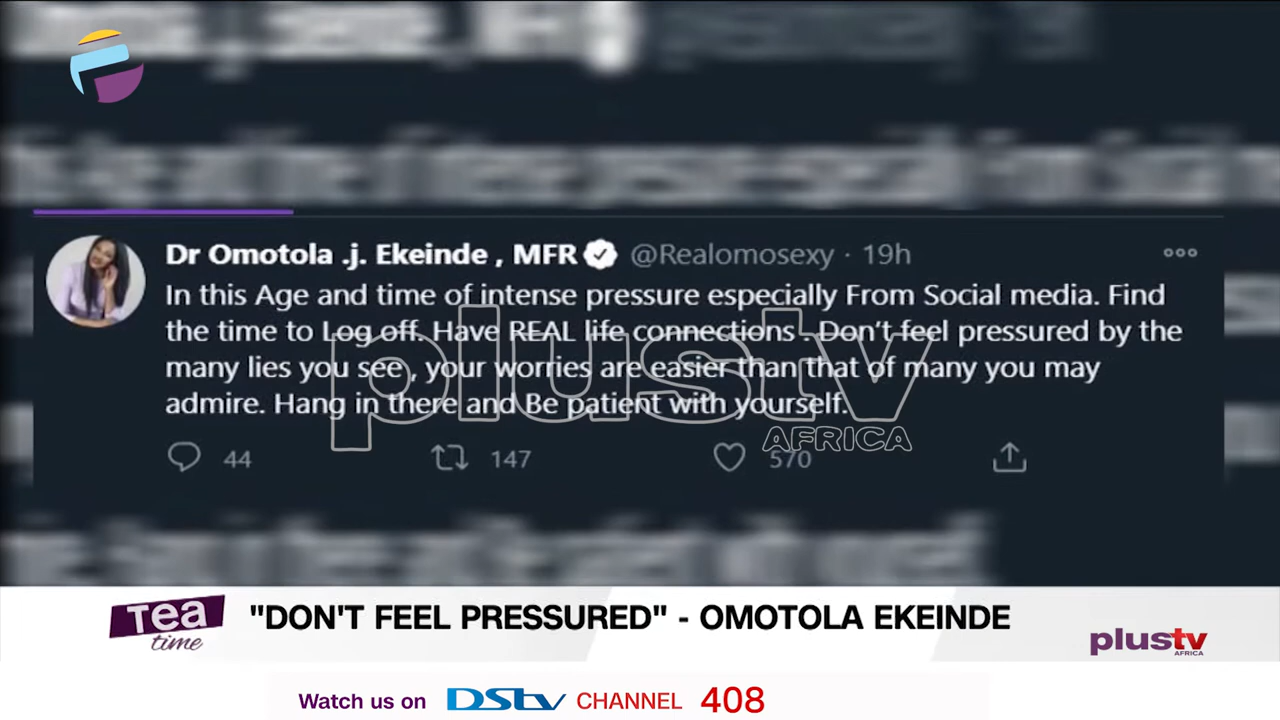 Dr Omotola .j. Ekeinde , MFR @Realomosexy · 19h
In this Age and time of intense pressure especially From Social media. Find
the time to Log off. Have REAL life connections . Don't feel pressured by the
many lies you see , your worries are easier than that of many you may
admire. Hang in there and Be patient with yourself.
44 147 570
plustv
AFRICA
Tea
time
"DON'T FEEL PRESSURED" - OMOTOLA EKEINDE
plustv
AFRICA
Watch us on DStv CHANNEL 408